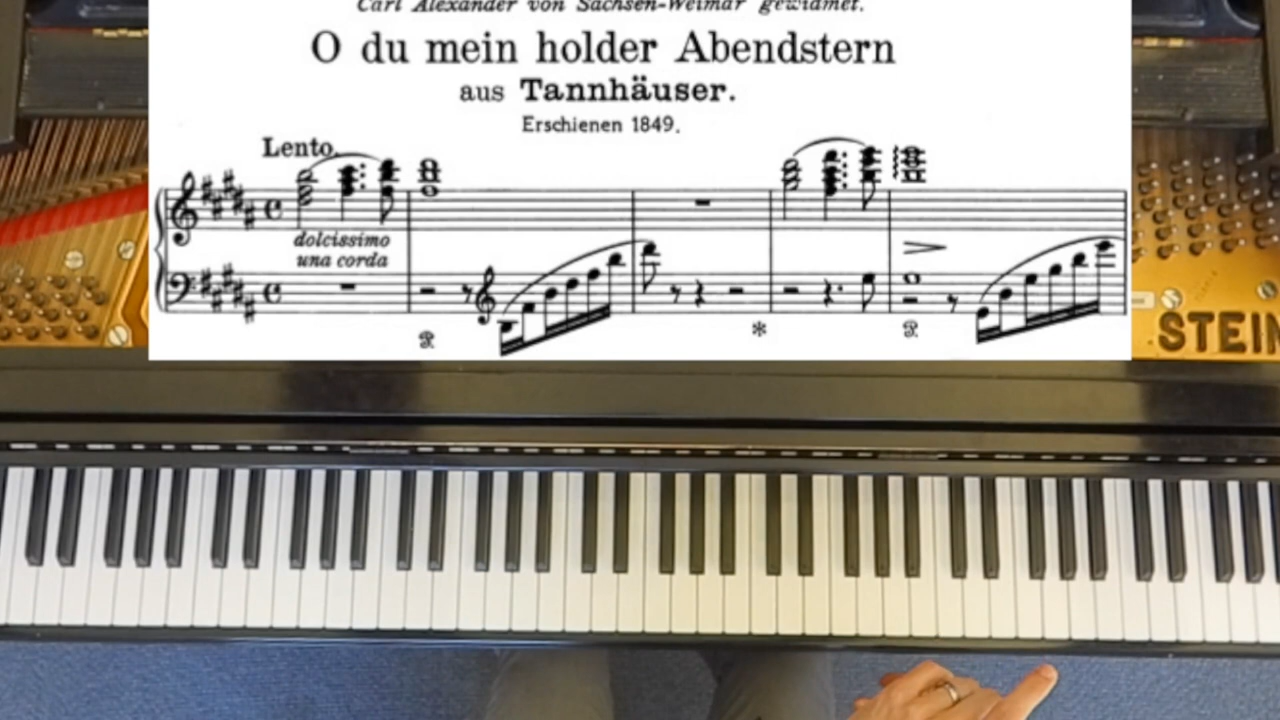 Carl Alexander von Sachsen-Weimar gewidmet.
O du mein holder Abendstern
aus Tannhäuser.
Erschienen 1849.
Lento.
dolcissimo
una corda
STEIN